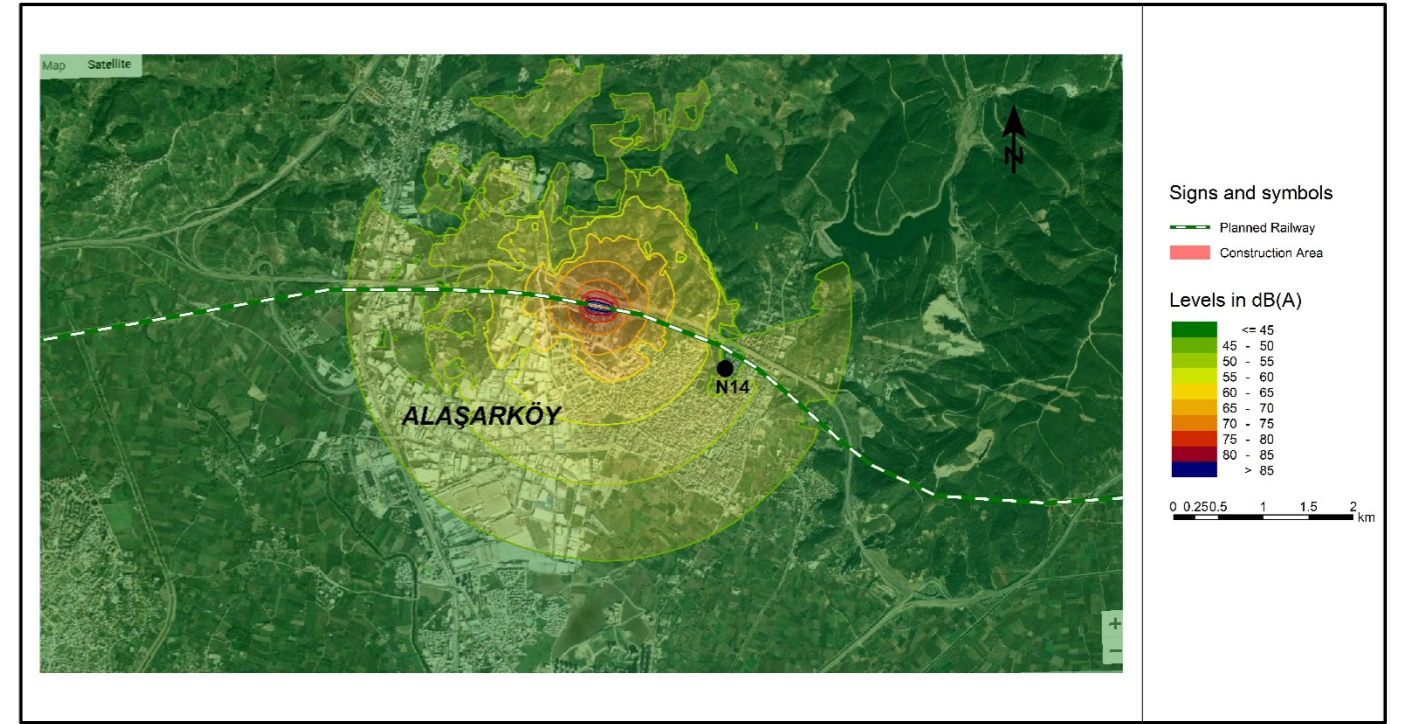 Map Satellite
N
ALAŞARKÖY
N14
+
−
Signs and symbols
Planned Railway
Construction Area
Levels in dB(A)
<= 45
45 - 50
50 - 55
55 - 60
60 - 65
65 - 70
70 - 75
75 - 80
80 - 85
> 85
0 0.250.5 1 1.5 2
km